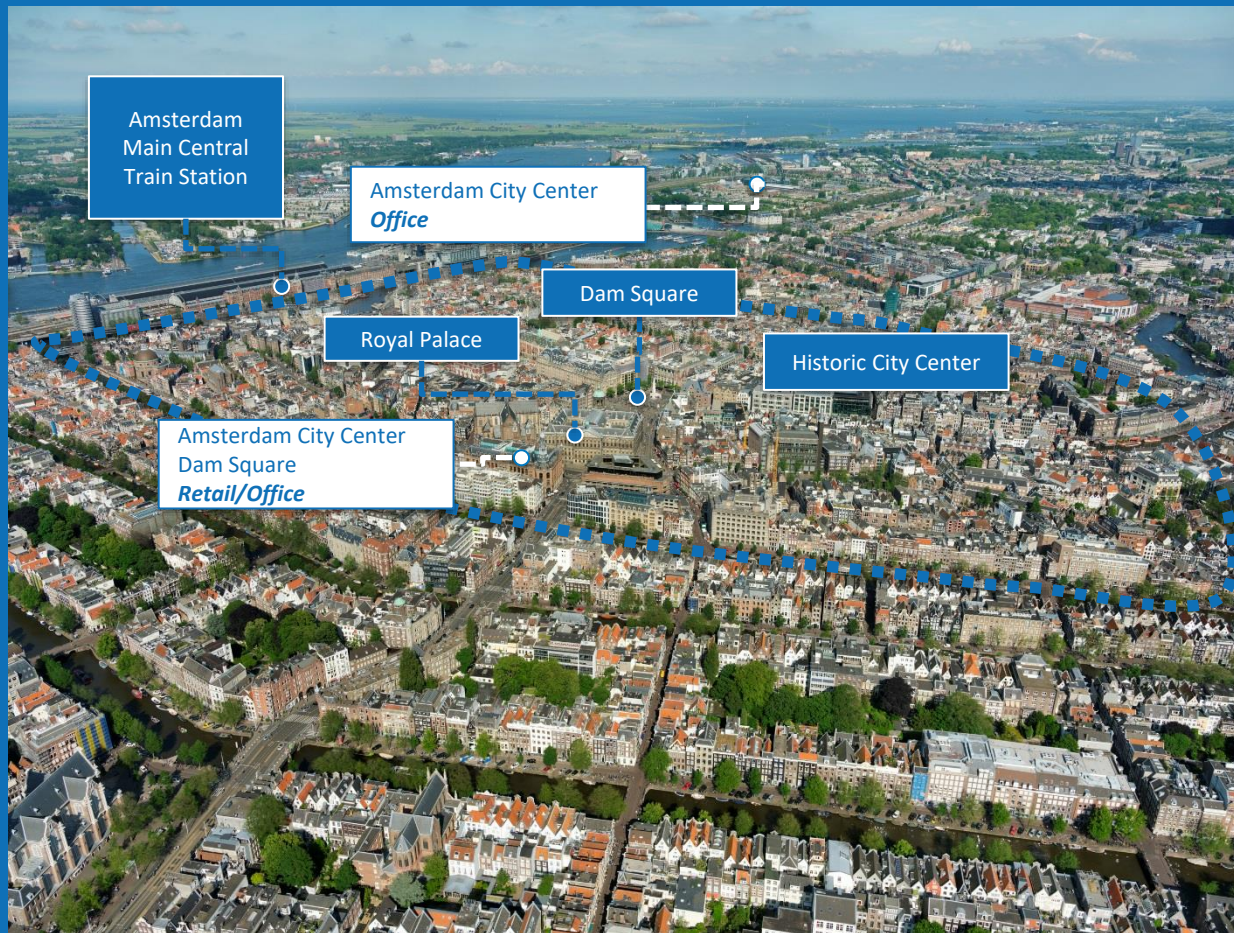 Amsterdam
Main Central
Train Station
Amsterdam City Center
Office
Dam Square
Royal Palace
Historic City Center
Amsterdam City Center
Dam Square
Retail/Office